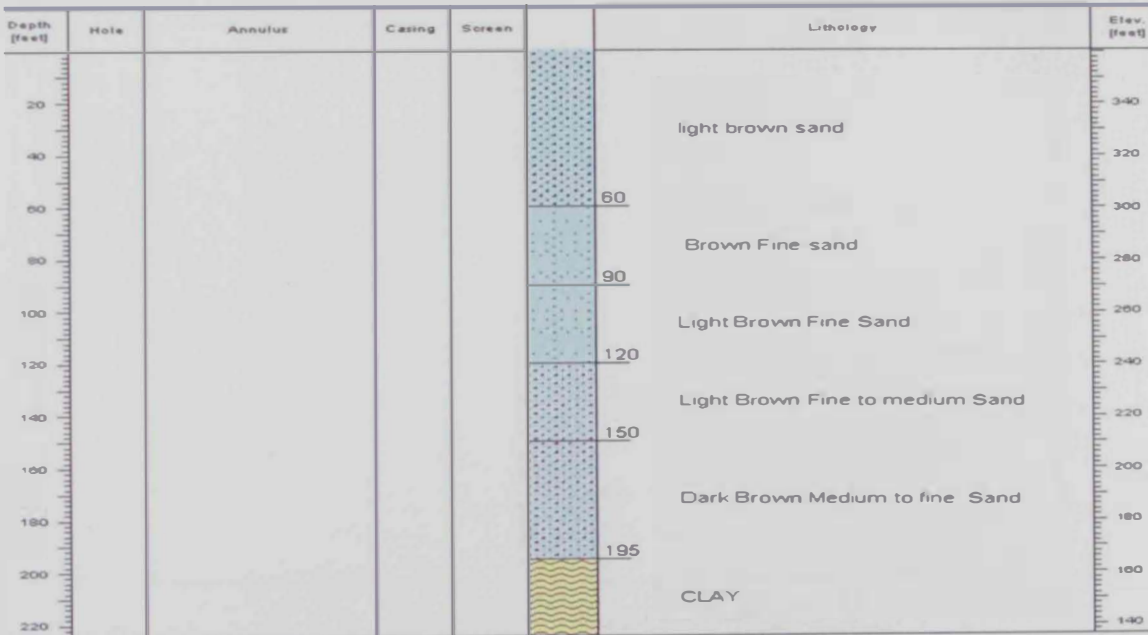 Depth [feet] Hole Annulus Casing Screen Lithology Elev. [feet]
20 340
light brown sand
40 320
60 60 300
Brown Fine sand
80 280
90
100 Light Brown Fine Sand 260
120 120 240
Light Brown Fine to medium Sand
140 220
150
160 200
Dark Brown Medium to fine Sand
180 180
195
200 160
CLAY
220 140